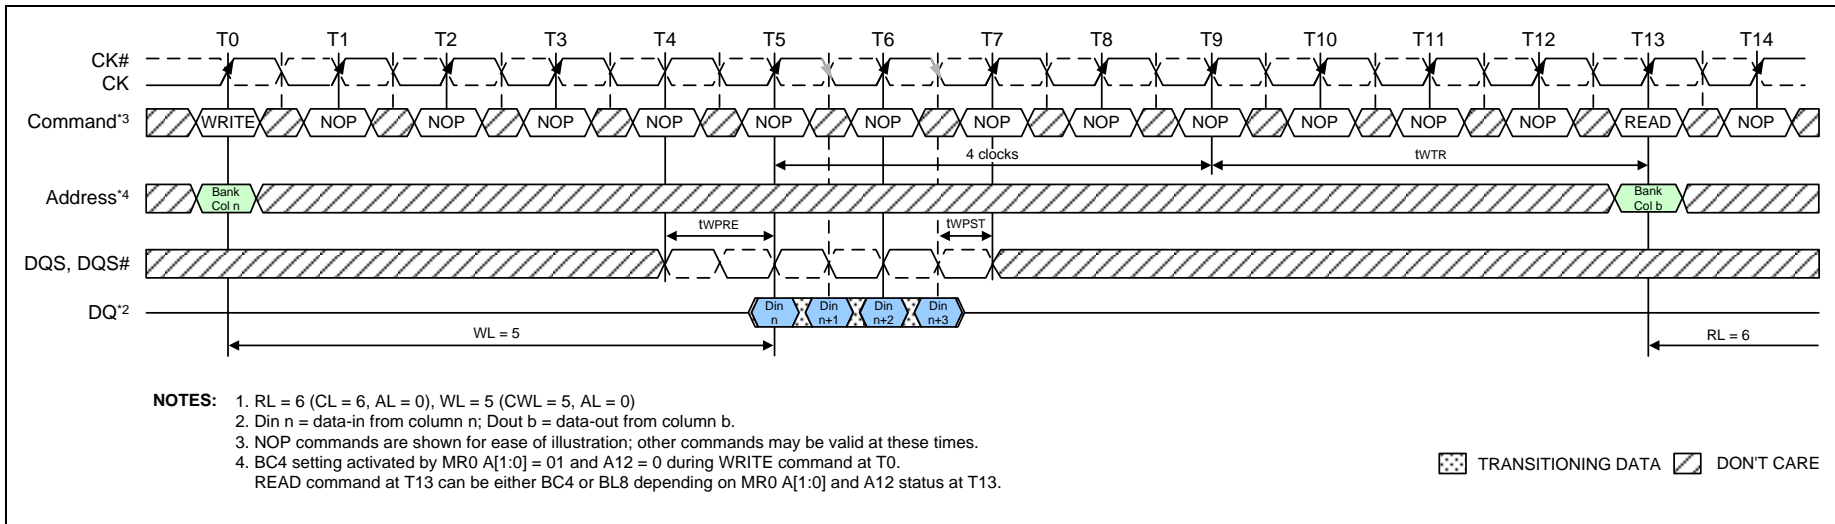 T0 T1 T2 T3 T4 T5 T6 T7 T8 T9 T10 T11 T12 T13 T14
CK#
CK
Command*3 WRITE NOP NOP NOP NOP NOP NOP NOP NOP NOP NOP NOP NOP READ NOP
4 clocks tWTR
Address*4 Bank Col n Bank Col b
tWPRE tWPST
DQS, DQS#
DQ*2 Din n Din n+1 Din n+2 Din n+3
WL = 5 RL = 6
NOTES: 1. RL = 6 (CL = 6, AL = 0), WL = 5 (CWL = 5, AL = 0)
2. Din n = data-in from column n; Dout b = data-out from column b.
3. NOP commands are shown for ease of illustration; other commands may be valid at these times.
4. BC4 setting activated by MR0 A[1:0] = 01 and A12 = 0 during WRITE command at T0.
READ command at T13 can be either BC4 or BL8 depending on MR0 A[1:0] and A12 status at T13.
TRANSITIONING DATA DON'T CARE